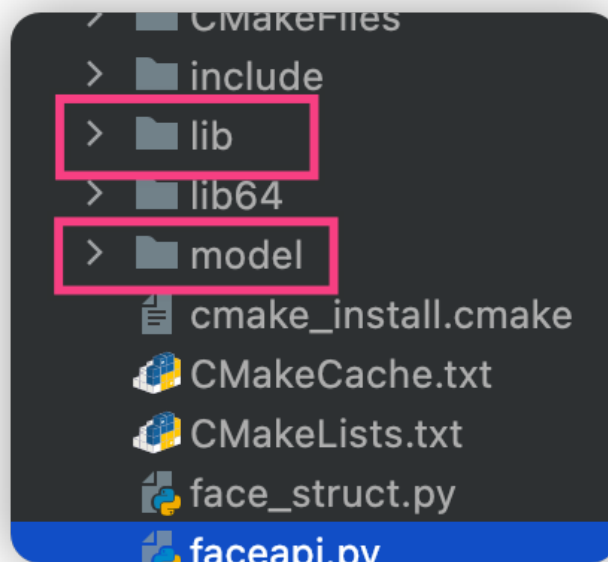 CMakeFiles
include
lib
lib64
model
cmake_install.cmake
CMakeCache.txt
CMakeLists.txt
face_struct.py
faceapi.py